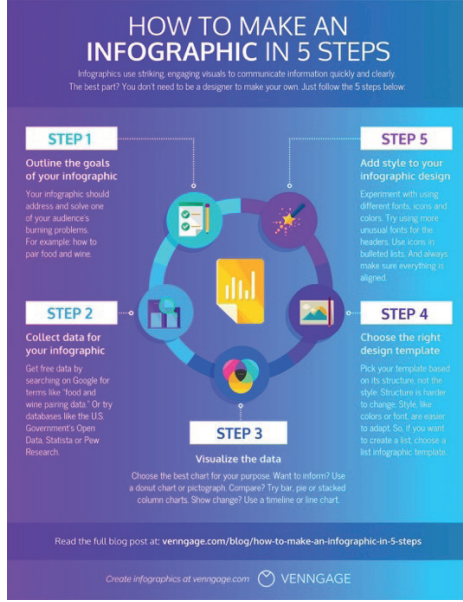 HOW TO MAKE AN
INFOGRAPHIC IN 5 STEPS
Infographics use striking, engaging visuals to communicate information quickly and clearly.
The best part? You don't need to be a designer to make your own. Just follow the 5 steps below:
STEP 1
Outline the goals
of your infographic
Your infographic should
address and solve one
of your audience's
burning problems.
For example: how to
pair food and wine.
STEP 2
Collect data for
your infographic
Get free data by
searching on Google for
terms like "food and
wine pairing data." Or try
databases like the U.S.
Government's Open
Data, Statista or Pew
Research.
STEP 3
Visualize the data
Choose the best chart for your purpose. Want to inform? Use
a donut chart or pictograph. Compare? Try bar, pie or stacked
column charts. Show change? Use a timeline or line chart.
STEP 4
Choose the right
design template
Pick your template based
on its structure, not the
style. Structure is harder
to change. Style, like
colors or font, are easier
to adapt. So, if you want
to create a list, choose a
list infographic template.
STEP 5
Add style to your
infographic design
Experiment with using
different fonts, icons and
colors. Try using more
unusual fonts for the
headers. Use icons in
bulleted lists. And always
make sure everything is
aligned.
Read the full blog post at: venngage.com/blog/how-to-make-an-infographic-in-5-steps
Create infographics at venngage.com VENNGAGE